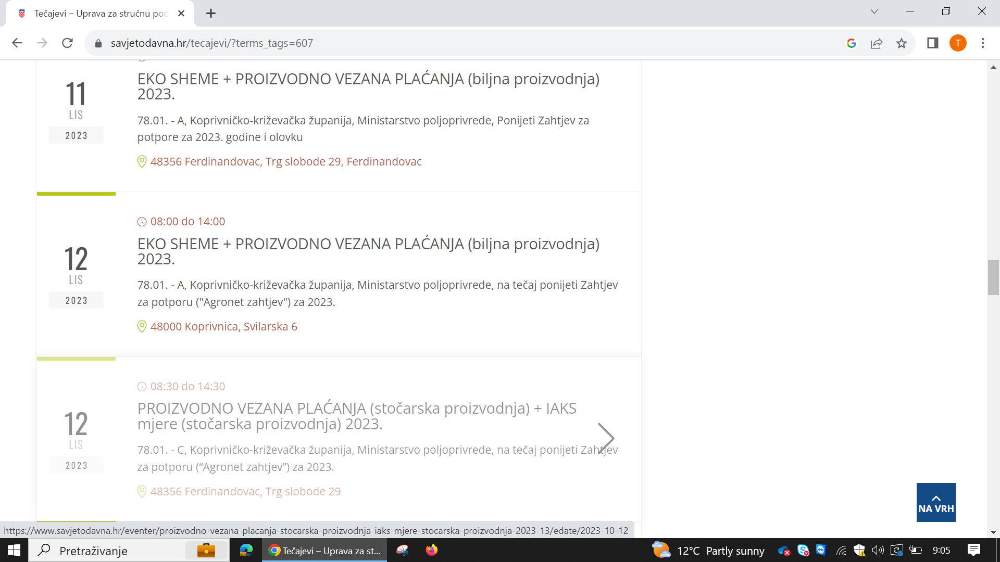 Tečajevi – Uprava za stručnu pod
savjetodavna.hr/tecajevi/?terms_tags=607
T
11
LIS
2023
EKO SHEME + PROIZVODNO VEZANA PLAĆANJA (biljna proizvodnja)
2023.
78.01. - A, Koprivničko-križevačka županija, Ministarstvo poljoprivrede, Ponijeti Zahtjev za
potpore za 2023. godine i olovku
48356 Ferdinandovac, Trg slobode 29, Ferdinandovac
12
LIS
2023
08:00 do 14:00
EKO SHEME + PROIZVODNO VEZANA PLAĆANJA (biljna proizvodnja)
2023.
78.01. - A, Koprivničko-križevačka županija, Ministarstvo poljoprivrede, na tečaj ponijeti Zahtjev
za potporu ("Agronet zahtjev") za 2023.
48000 Koprivnica, Svilarska 6
12
LIS
2023
08:30 do 14:30
PROIZVODNO VEZANA PLAĆANJA (stočarska proizvodnja) + IAKS
mjere (stočarska proizvodnja) 2023.
78.01. - C, Koprivničko-križevačka županija, Ministarstvo poljoprivrede, na tečaj ponijeti Zahtjev
za potporu (“Agronet zahtjev”) za 2023.
48356 Ferdinandovac, Trg slobode 29
NA VRH
https://www.savjetodavna.hr/eventer/proizvodno-vezana-placanja-stocarska-proizvodnja-iaks-mjere-stocarska-proizvodnja-2023-13/edate/2023-10-12
Pretraživanje
Tečajevi – Uprava za st...
12°C Partly sunny
9:05